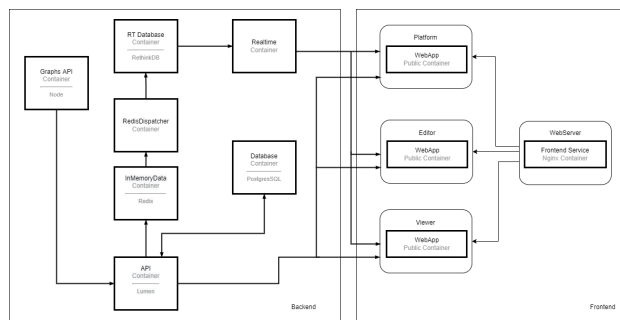 RT Database
Container
RethinkDB
Realtime
Container
Platform
WebApp
Public Container
Graphs API
Container
Node
RedisDispatcher
Container
Database
Container
PostgreSQL
Editor
WebApp
Public Container
WebServer
Frontend Service
Nginx Container
InMemoryData
Container
Redis
Viewer
WebApp
Public Container
API
Container
Lumen
Backend
Frontend